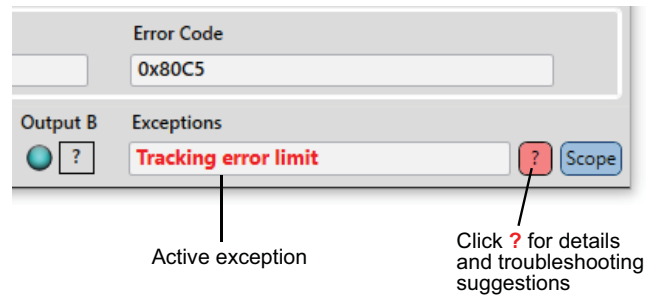 Error Code
0x80C5
Output B
Exceptions
?
Tracking error limit
?
Scope
Active exception
Click ? for details
and troubleshooting
suggestions